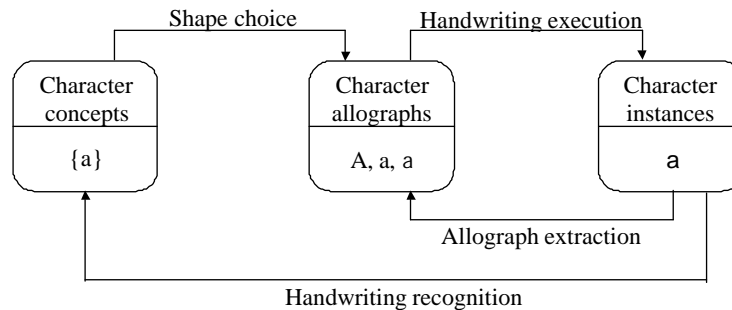 Shape choice
Handwriting execution
Character
concepts
{a}
Character
allographs
A, a, a
Character
instances
a
Allograph extraction
Handwriting recognition